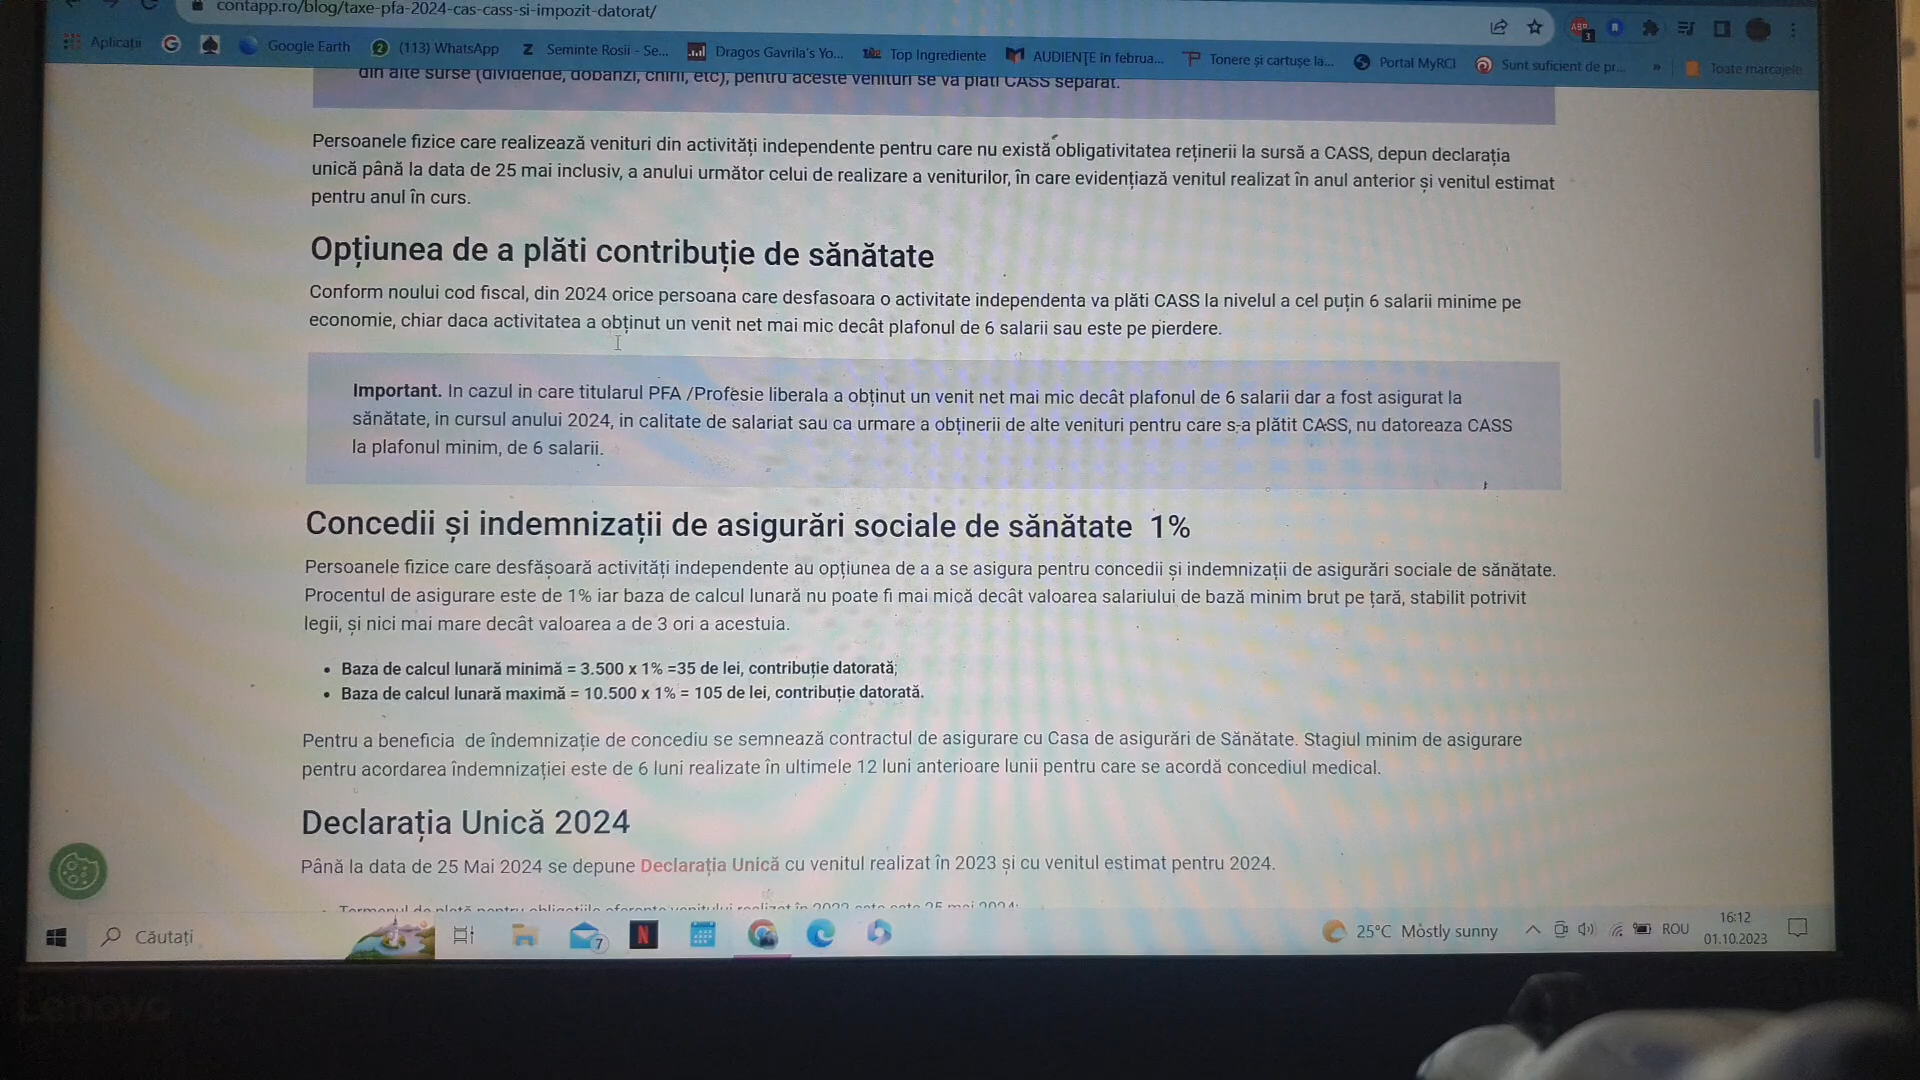 contapp.ro/blog/taxe-pfa-2024-cas-cass-si-impozit-datorat/
Aplicații Google Earth (113) WhatsApp Seminte Rosii - Se... Dragos Gavrila's Yo... Top Ingrediente AUDIENȚE în februa... Tonere și cartușe la... Portal MyRCI Sunt suficient de pr... » Toate marcajele
din alte surse (dividende, dobânzi, chirii, etc), pentru aceste venituri se va plăti CASS separat.
Persoanele fizice care realizează venituri din activități independente pentru care nu există obligativitatea reținerii la sursă a CASS, depun declarația
unică până la data de 25 mai inclusiv, a anului următor celui de realizare a veniturilor, în care evidențiază venitul realizat în anul anterior și venitul estimat
pentru anul în curs.
Opțiunea de a plăti contribuție de sănătate
Conform noului cod fiscal, din 2024 orice persoana care desfasoara o activitate independenta va plăti CASS la nivelul a cel puțin 6 salarii minime pe
economie, chiar daca activitatea a obținut un venit net mai mic decât plafonul de 6 salarii sau este pe pierdere.
Important. In cazul in care titularul PFA /Profesie liberala a obținut un venit net mai mic decât plafonul de 6 salarii dar a fost asigurat la
sănătate, in cursul anului 2024, in calitate de salariat sau ca urmare a obținerii de alte venituri pentru care s-a plătit CASS, nu datoreaza CASS
la plafonul minim, de 6 salarii.
Concedii și indemnizații de asigurări sociale de sănătate 1%
Persoanele fizice care desfășoară activități independente au opțiunea de a a se asigura pentru concedii și indemnizații de asigurări sociale de sănătate.
Procentul de asigurare este de 1% iar baza de calcul lunară nu poate fi mai mică decât valoarea salariului de bază minim brut pe țară, stabilit potrivit
legii, și nici mai mare decât valoarea a de 3 ori a acestuia.
• Baza de calcul lunară minimă = 3.500 x 1% =35 de lei, contribuție datorată;
• Baza de calcul lunară maximă = 10.500 x 1% = 105 de lei, contribuție datorată.
Pentru a beneficia de îndemnizație de concediu se semnează contractul de asigurare cu Casa de asigurări de Sănătate. Stagiul minim de asigurare
pentru acordarea îndemnizației este de 6 luni realizate în ultimele 12 luni anterioare lunii pentru care se acordă concediul medical.
Declarația Unică 2024
Până la data de 25 Mai 2024 se depune Declarația Unică cu venitul realizat în 2023 și cu venitul estimat pentru 2024.
Termenul de plată pentru obligațiile aferente venitului realizat în 2023 este 25 mai 2024;
Căutați 7 N 25°C Mostly sunny ROU 16:12
01.10.2023
Lenovo